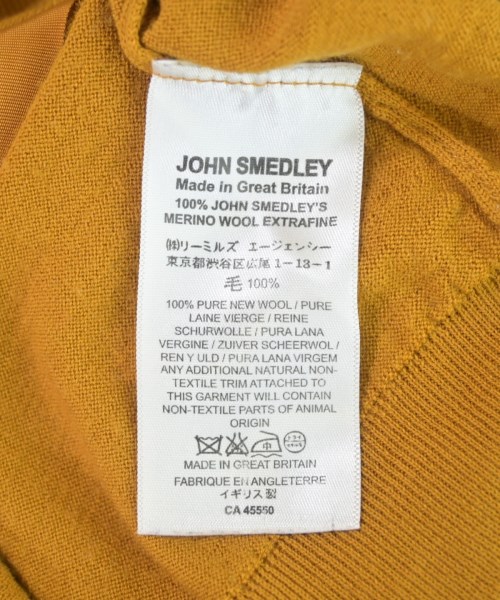 JOHN SMEDLEY
Made in Great Britain
100% JOHN SMEDLEY'S
MERINO WOOL EXTRAFINE
㈱リーミルズ エージェンシー
東京都渋谷区広尾1-13-1
毛 100%
100% PURE NEW WOOL / PURE
LAINE VIERGE / REINE
SCHURWOLLE / PURA LANA
VERGINE / ZUIVER SCHEERWOL /
REN Y ULD / PURA LANA VIRGEM
ANY ADDITIONAL NATURAL NON-
TEXTILE TRIM ATTACHED TO
THIS GARMENT WILL CONTAIN
NON-TEXTILE PARTS OF ANIMAL
ORIGIN
中
MADE IN GREAT BRITAIN
FABRIQUE EN ANGLETERRE
イギリス製
CA 45550